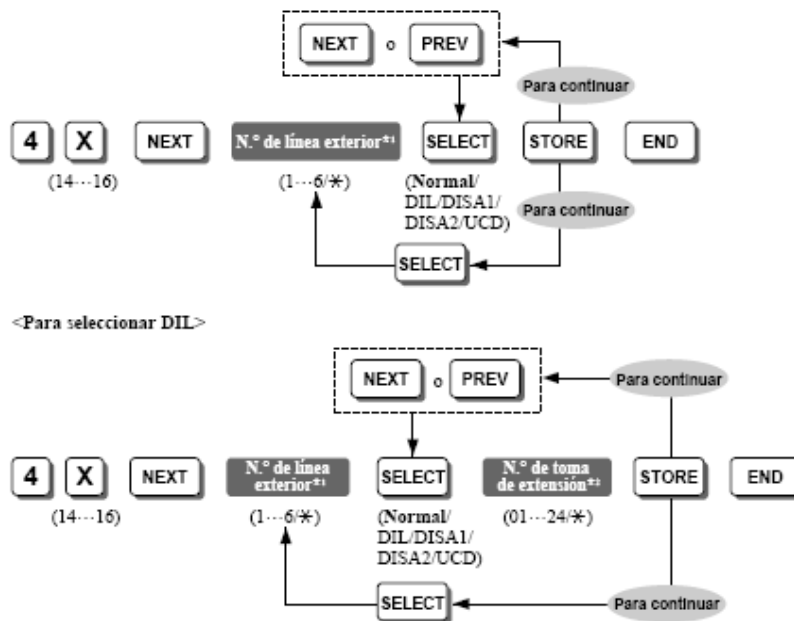 NEXT o PREV
Para continuar
4 X NEXT N.° de línea exterior*¹ SELECT STORE END
(14···16) (1···6/✳) (Normal/
DIL/DISA1/
DISA2/UCD)
Para continuar
SELECT
<Para seleccionar DIL>
NEXT o PREV
Para continuar
4 X NEXT N.° de línea
exterior*¹ SELECT N.° de toma
de extensión*² STORE END
(14···16) (1···6/✳) (Normal/
DIL/DISA1/
DISA2/UCD) (01···24/✳)
SELECT
Para continuar